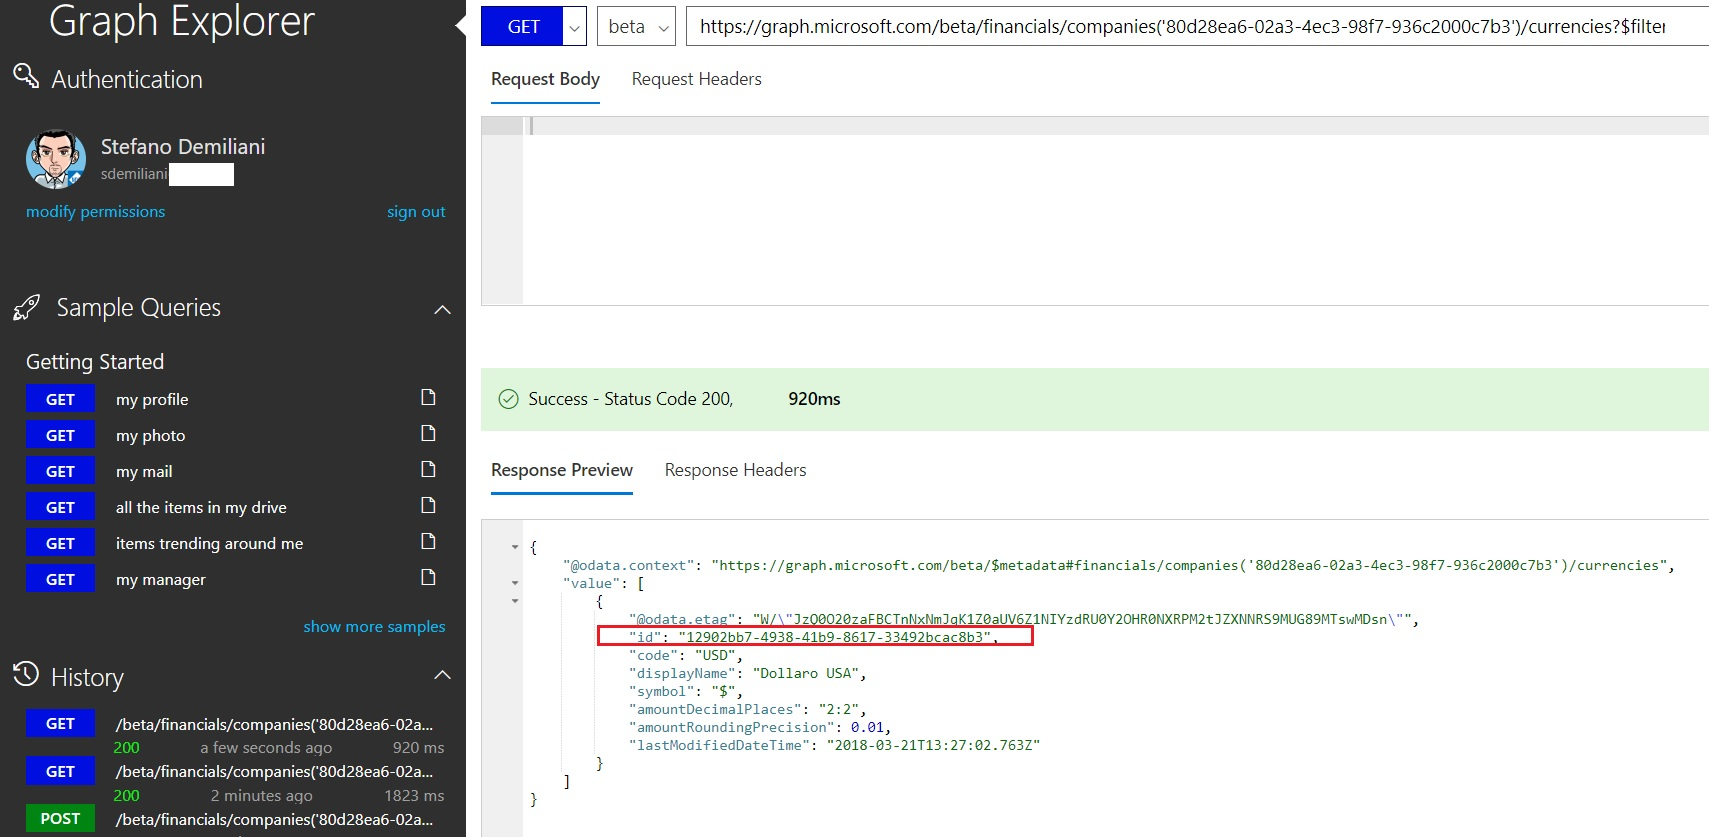 Graph Explorer
Authentication
Stefano Demiliani
sdemiliani
modify permissions
sign out
Sample Queries
Getting Started
GET my profile
GET my photo
GET my mail
GET all the items in my drive
GET items trending around me
GET my manager
show more samples
History
GET /beta/financials/companies('80d28ea6-02a...
200 a few seconds ago 920 ms
GET /beta/financials/companies('80d28ea6-02a...
200 2 minutes ago 1823 ms
POST /beta/financials/companies('80d28ea6-02a...
GET beta https://graph.microsoft.com/beta/financials/companies('80d28ea6-02a3-4ec3-98f7-936c2000c7b3')/currencies?$filter
Request Body Request Headers
Success - Status Code 200, 920ms
Response Preview Response Headers
{
"@odata.context": "https://graph.microsoft.com/beta/$metadata#financials/companies('80d28ea6-02a3-4ec3-98f7-936c2000c7b3')/currencies",
"value": [
{
"@odata.etag": "W/\"JzQ0O20zaFBCTnNxNmJqK1Z0aUV6Z1NIYzdRU0Y2OHR0NXRPM2tJZXNNRS9MUG89MTswMDsn\"",
"id": "12902bb7-4938-41b9-8617-33492bcac8b3",
"code": "USD",
"displayName": "Dollaro USA",
"symbol": "$",
"amountDecimalPlaces": "2:2",
"amountRoundingPrecision": 0.01,
"lastModifiedDateTime": "2018-03-21T13:27:02.763Z"
}
]
}